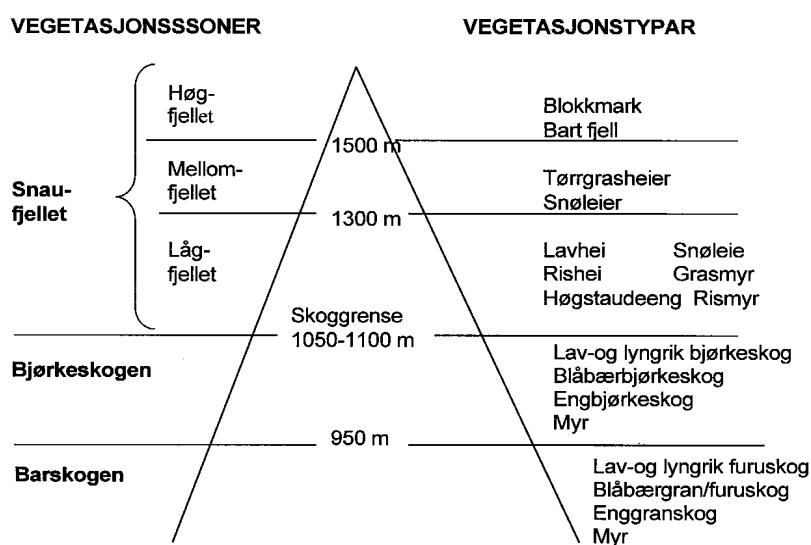 VEGETASJONSSSONER
VEGETASJONSTYPAR
Snau-
fjellet
Høg-
fjellet
1500 m
Blokkmark
Bart fjell
Mellom-
fjellet
1300 m
Tørrgrasheier
Snøleier
Låg-
fjellet
Lavhei Snøleie
Rishei Grasmyr
Høgstaudeeng Rismyr
Skoggrense
1050-1100 m
Bjørkeskogen
Lav-og lyngrik bjørkeskog
Blåbærbjørkeskog
Engbjørkeskog
Myr
950 m
Barskogen
Lav-og lyngrik furuskog
Blåbærgran/furuskog
Enggranskog
Myr